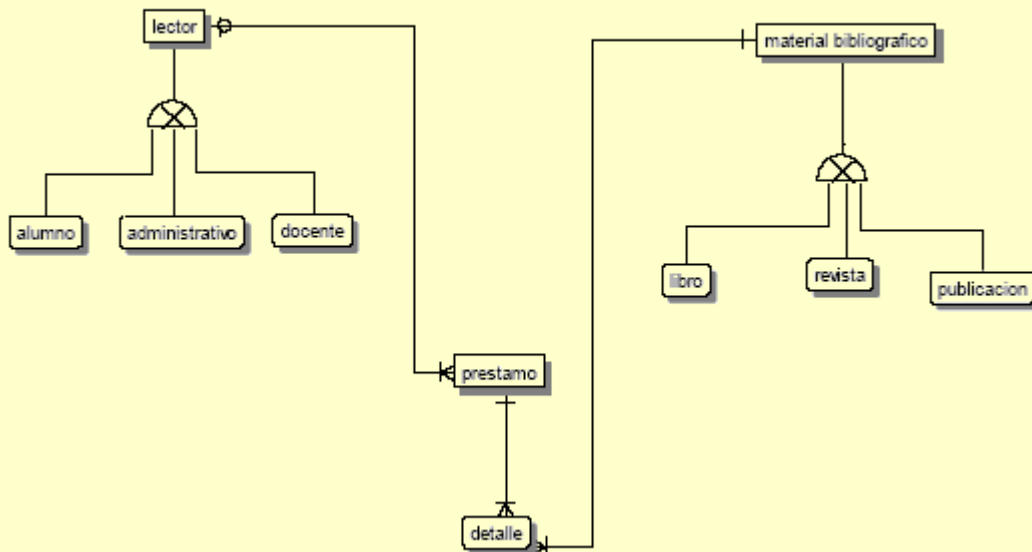 lector
material bibliografico
alumno
administrativo
docente
libro
revista
publicacion
prestamo
detalle